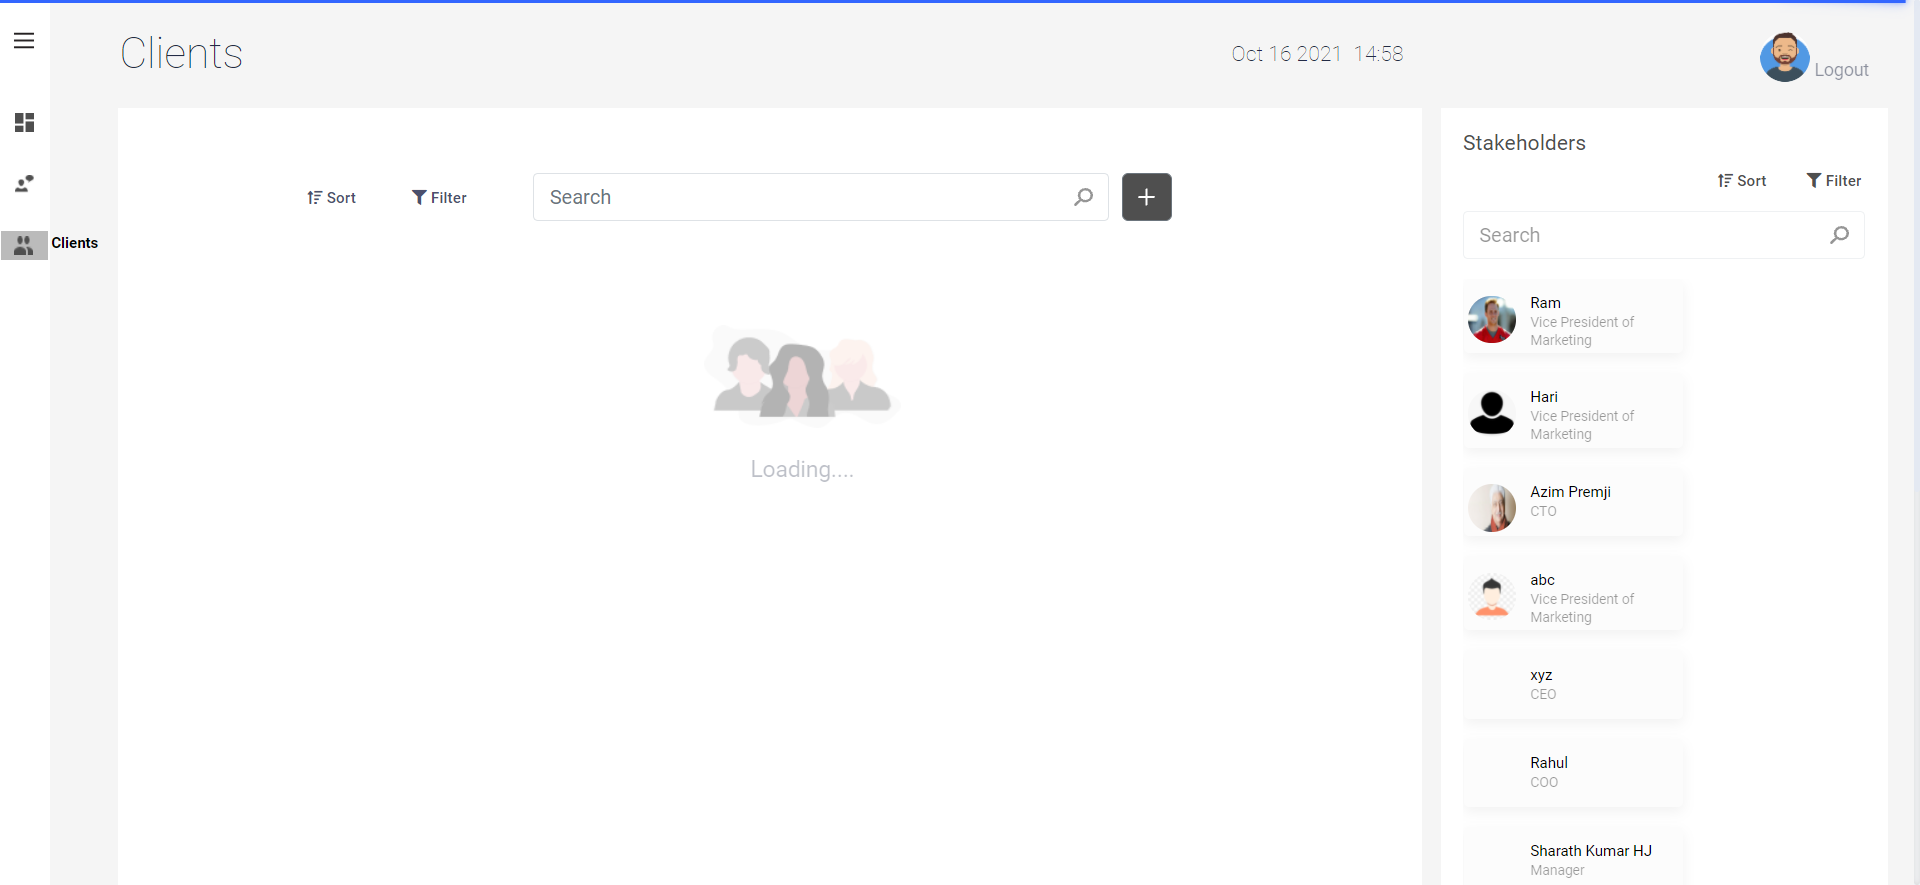 Clients
Oct 16 2021 14:58
Logout
Clients
Sort
Filter
Search
Loading....
Stakeholders
Sort
Filter
Search
Ram
Vice President of
Marketing
Hari
Vice President of
Marketing
Azim Premji
CTO
abc
Vice President of
Marketing
xyz
CEO
Rahul
COO
Sharath Kumar HJ
Manager